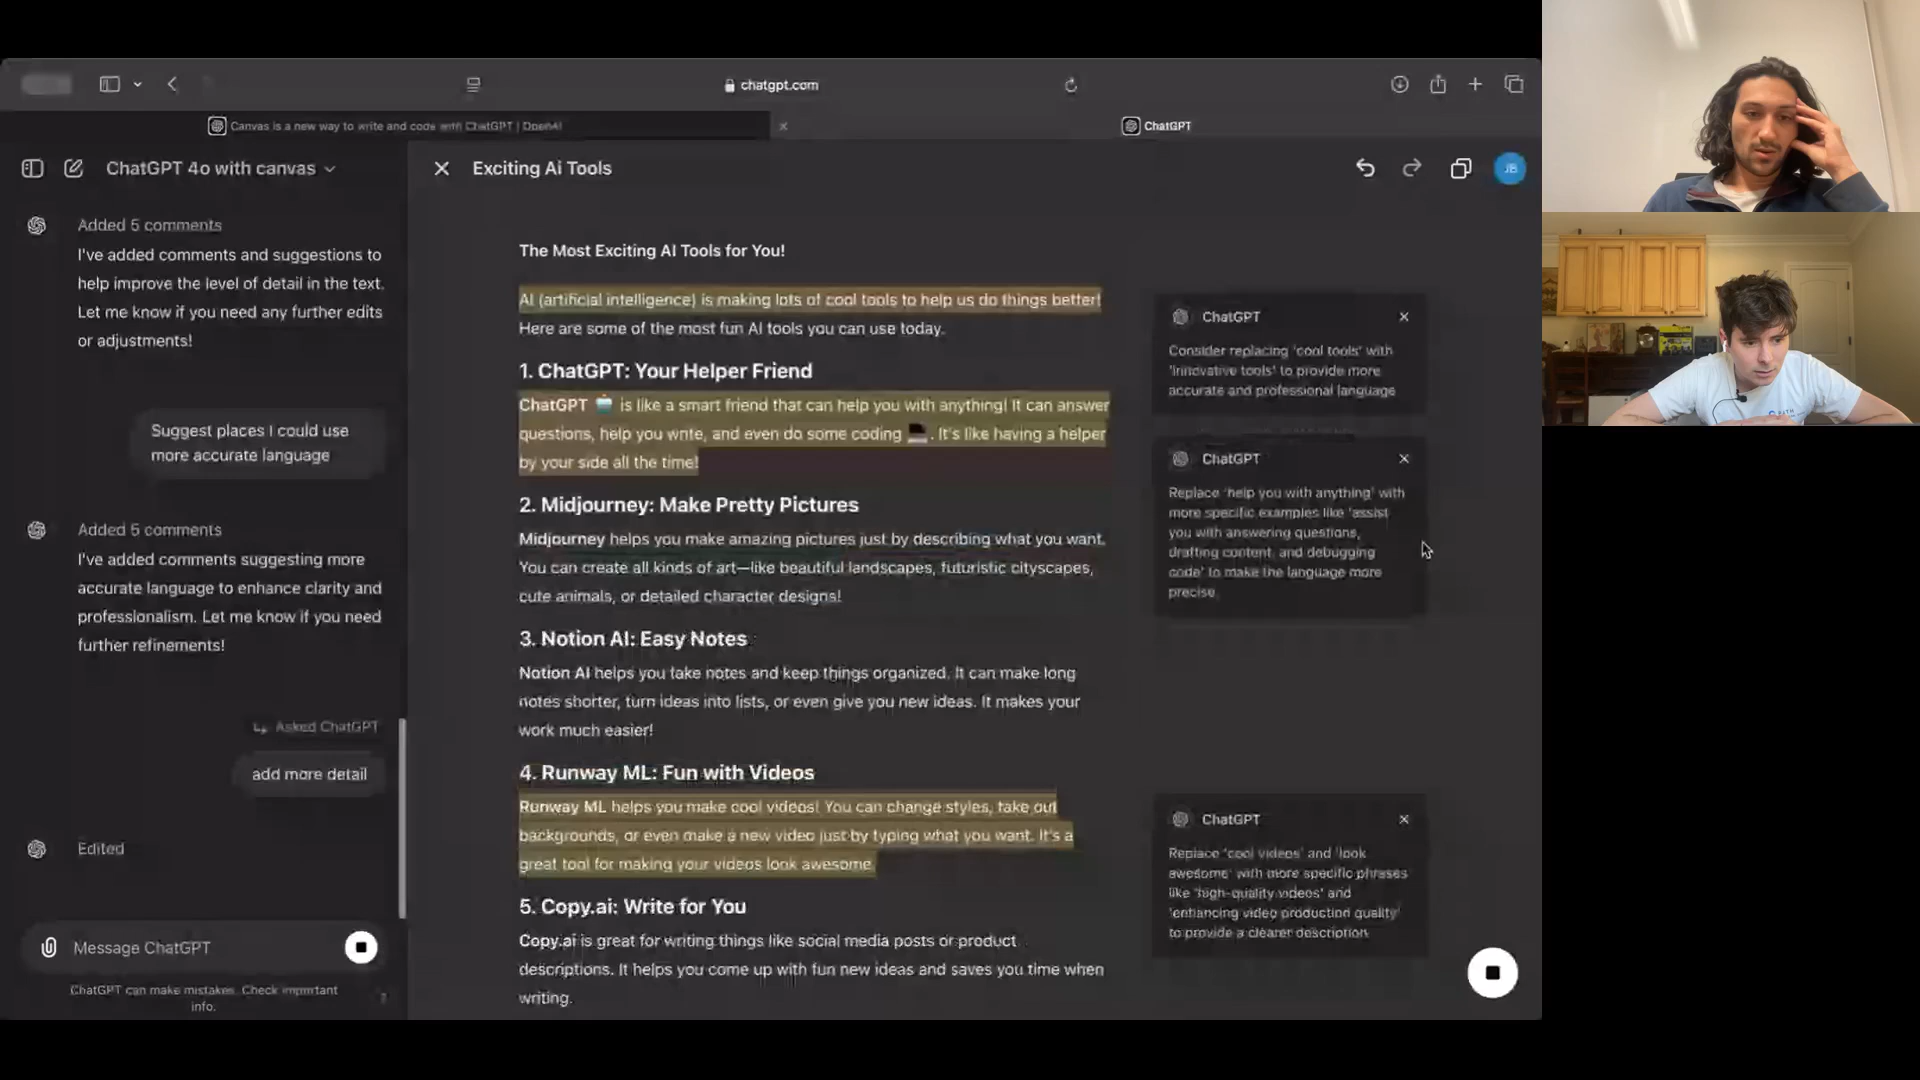 chatgpt.com
Canvas is a new way to write and code with ChatGPT | OpenAI
ChatGPT
ChatGPT 4o with canvas
Added 5 comments
I've added comments and suggestions to
help improve the level of detail in the text.
Let me know if you need any further edits
or adjustments!
Suggest places I could use
more accurate language
Added 5 comments
I've added comments suggesting more
accurate language to enhance clarity and
professionalism. Let me know if you need
further refinements!
Asked ChatGPT
add more detail
Edited
Message ChatGPT
ChatGPT can make mistakes. Check important
info.
?
Exciting Ai Tools
JB
The Most Exciting AI Tools for You!
AI (artificial intelligence) is making lots of cool tools to help us do things better!
Here are some of the most fun AI tools you can use today.
1. ChatGPT: Your Helper Friend
ChatGPT is like a smart friend that can help you with anything! It can answer
questions, help you write, and even do some coding . It's like having a helper
by your side all the time!
2. Midjourney: Make Pretty Pictures
Midjourney helps you make amazing pictures just by describing what you want.
You can create all kinds of art—like beautiful landscapes, futuristic cityscapes,
cute animals, or detailed character designs!
3. Notion AI: Easy Notes
Notion AI helps you take notes and keep things organized. It can make long
notes shorter, turn ideas into lists, or even give you new ideas. It makes your
work much easier!
4. Runway ML: Fun with Videos
Runway ML helps you make cool videos! You can change styles, take out
backgrounds, or even make a new video just by typing what you want. It's a
great tool for making your videos look awesome.
5. Copy.ai: Write for You
Copy.ai is great for writing things like social media posts or product
descriptions. It helps you come up with fun new ideas and saves you time when
writing.
ChatGPT
Consider replacing 'cool tools' with
'innovative tools' to provide more
accurate and professional language
ChatGPT
Replace 'help you with anything' with
more specific examples like 'assist
you with answering questions,
drafting content, and debugging
code' to make the language more
precise.
ChatGPT
Replace 'cool videos' and 'look
awesome' with more specific phrases
like 'high-quality videos' and
'enhancing video production quality'
to provide a clearer description.